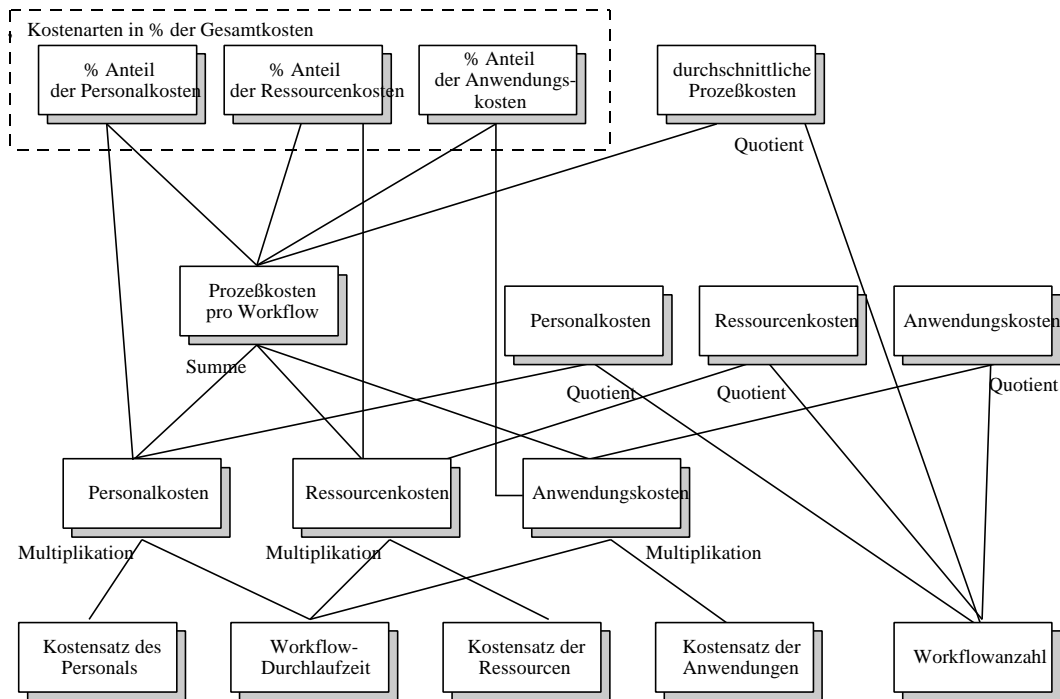 Kostenarten in % der Gesamtkosten
% Anteil
der Personalkosten
% Anteil
der Ressourcenkosten
% Anteil
der Anwendungs-
kosten
durchschnittliche
Prozeßkosten
Quotient
Prozeßkosten
pro Workflow
Summe
Personalkosten
Quotient
Ressourcenkosten
Quotient
Anwendungskosten
Quotient
Personalkosten
Multiplikation
Ressourcenkosten
Multiplikation
Anwendungskosten
Multiplikation
Kostensatz des
Personals
Workflow-
Durchlaufzeit
Kostensatz der
Ressourcen
Kostensatz der
Anwendungen
Workflowanzahl